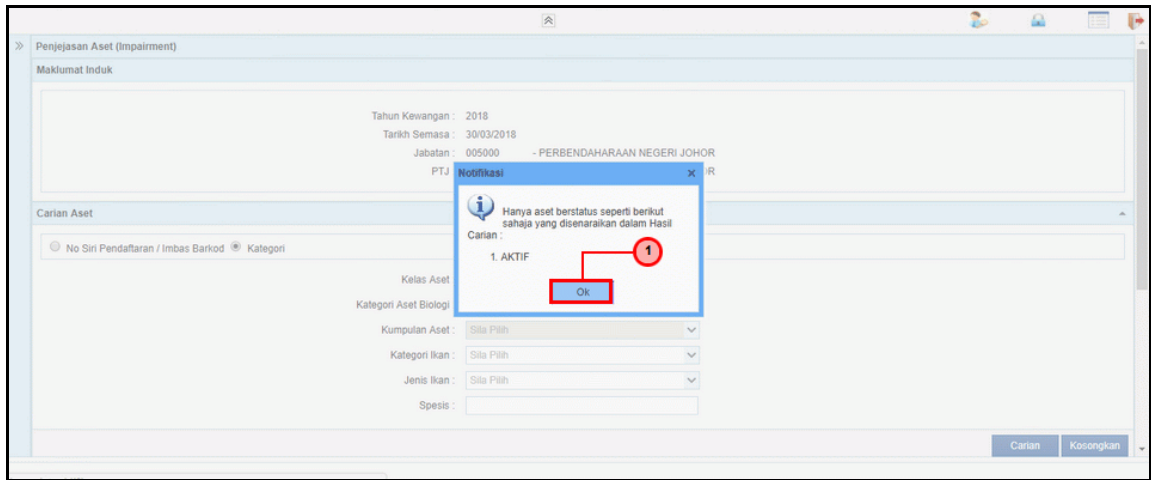 Penjejasan Aset (Impairment)
Maklumat Induk
Tahun Kewangan : 2018
Tarikh Semasa : 30/03/2018
Jabatan : 005000 - PERBENDAHARAAN NEGERI JOHOR
PTJ
Notifikasi x
Hanya aset berstatus seperti berikut
sahaja yang disenaraikan dalam Hasil
Carian :
1. AKTIF
1
Ok
Carian Aset
No Siri Pendaftaran / Imbas Barkod Kategori
Kelas Aset
Kategori Aset Biologi
Kumpulan Aset : Sila Pilih
Kategori Ikan : Sila Pilih
Jenis Ikan : Sila Pilih
Spesis :
Carian Kosongkan